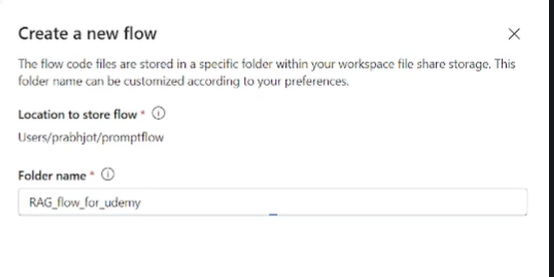 Create a new flow
The flow code files are stored in a specific folder within your workspace file share storage. This
folder name can be customized according to your preferences.
Location to store flow *
Users/prabhjot/promptflow
Folder name *
RAG_flow_for_udemy